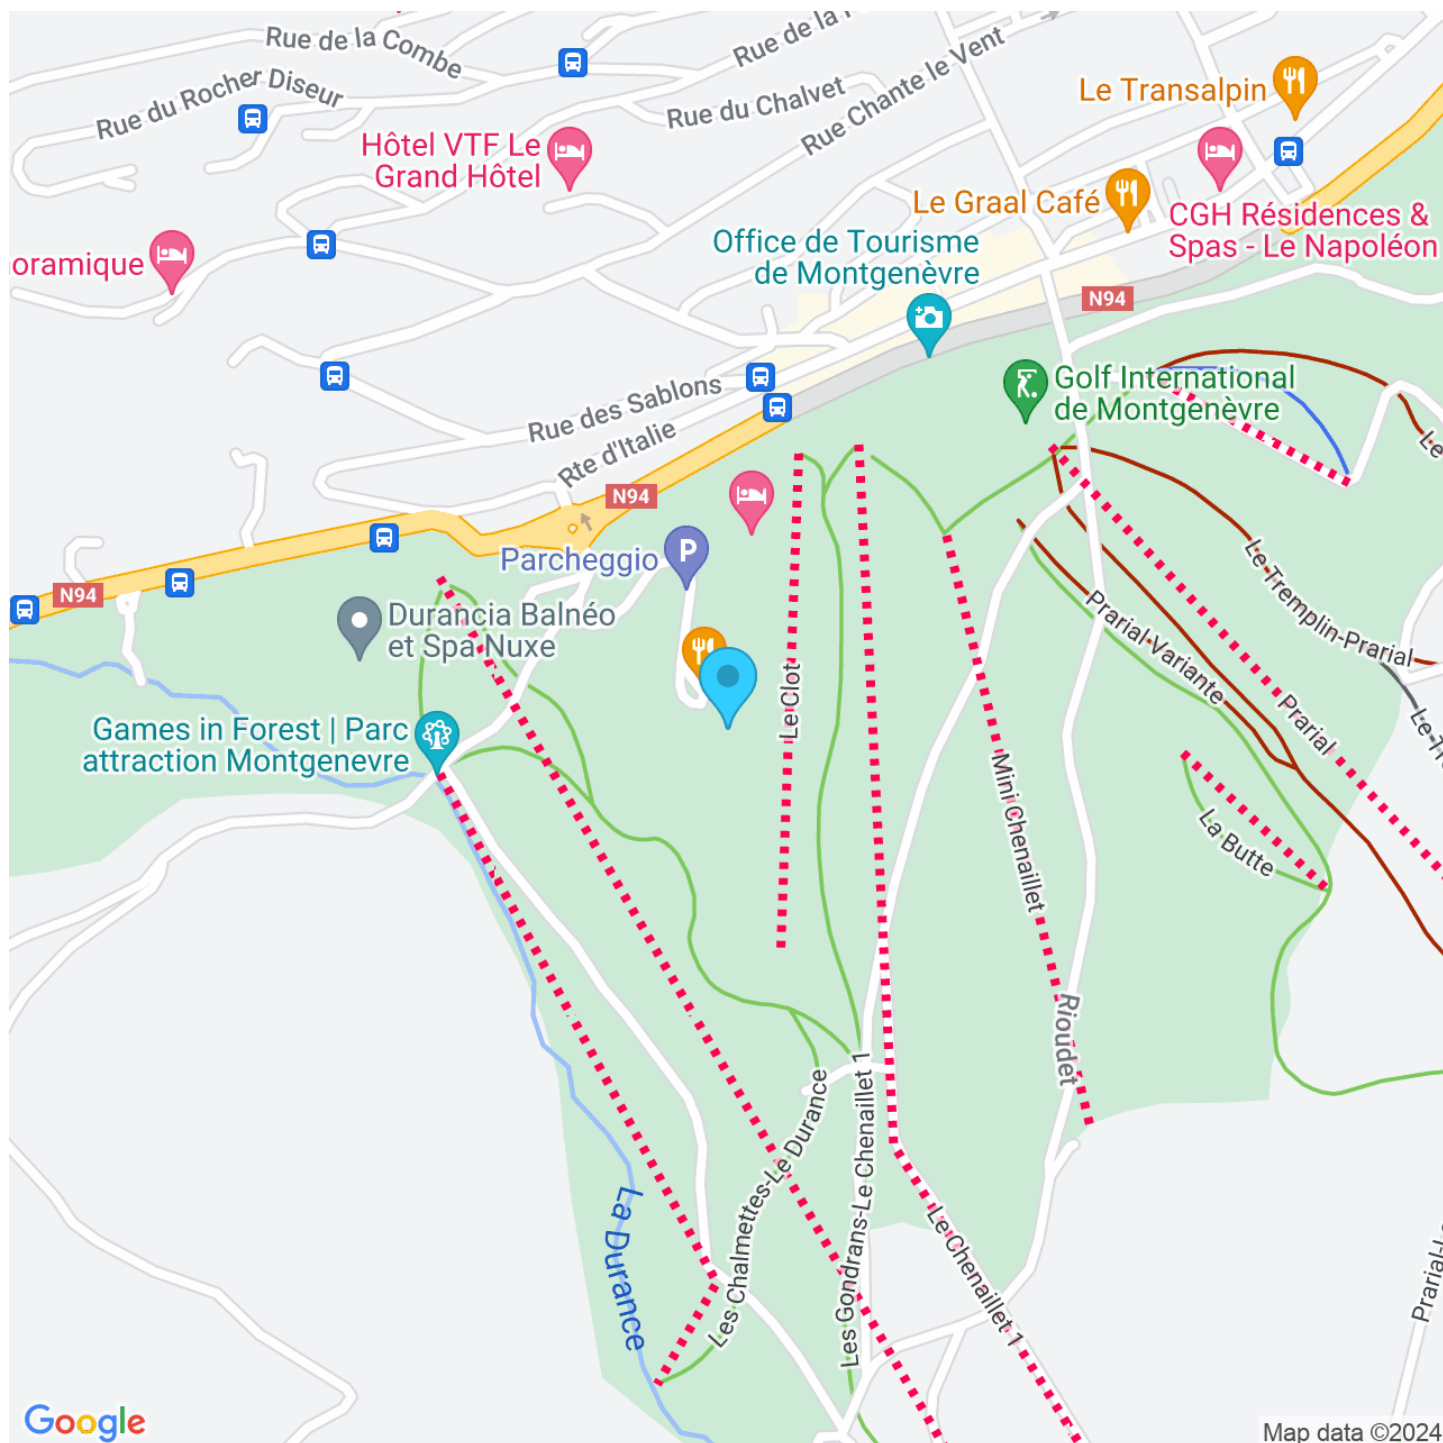 Rue de la Combe
Rue de la
Rue Chante le Vent
Rue du Rocher Diseur
Rue du Chalvet
Le Transalpin
Hôtel VTF Le
Grand Hôtel
Le Graal Café
CGH Résidences &
Spas - Le Napoléon
Office de Tourisme
de Montgenèvre
oramique
N94
Golf International
de Montgenèvre
Rue des Sablons
Rte d'Italie
Le
N94
P
Parcheggio
N94
Durancia Balnéo
et Spa Nuxe
Le Tremplin-Prarial
Prarial-Variante
Prarial
Le Clot
Games in Forest | Parc
attraction Montgenevre
Mini Chenaillet
La Butte
Rioudet
Les Chalmettes-Le Durance
Les Gondrans-Le Chenaillet 1
La Durance
Le Chenaillet 1
Google
Map data ©2024